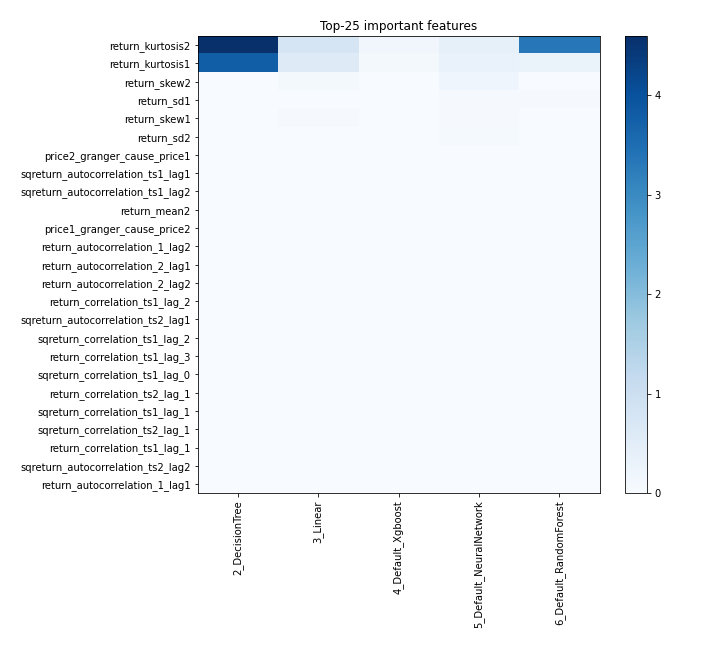 Top-25 important features
return_kurtosis2
return_kurtosis1
return_skew2
return_sd1
return_skew1
return_sd2
price2_granger_cause_price1
sqreturn_autocorrelation_ts1_lag1
sqreturn_autocorrelation_ts1_lag2
return_mean2
price1_granger_cause_price2
return_autocorrelation_1_lag2
return_autocorrelation_2_lag1
return_autocorrelation_2_lag2
return_correlation_ts1_lag_2
sqreturn_autocorrelation_ts2_lag1
sqreturn_correlation_ts1_lag_2
return_correlation_ts1_lag_3
sqreturn_correlation_ts1_lag_0
return_correlation_ts2_lag_1
sqreturn_correlation_ts1_lag_1
sqreturn_correlation_ts2_lag_1
return_correlation_ts1_lag_1
sqreturn_autocorrelation_ts2_lag2
return_autocorrelation_1_lag1
2_DecisionTree
3_Linear
4_Default_Xgboost
5_Default_NeuralNetwork
6_Default_RandomForest
4
3
2
1
0